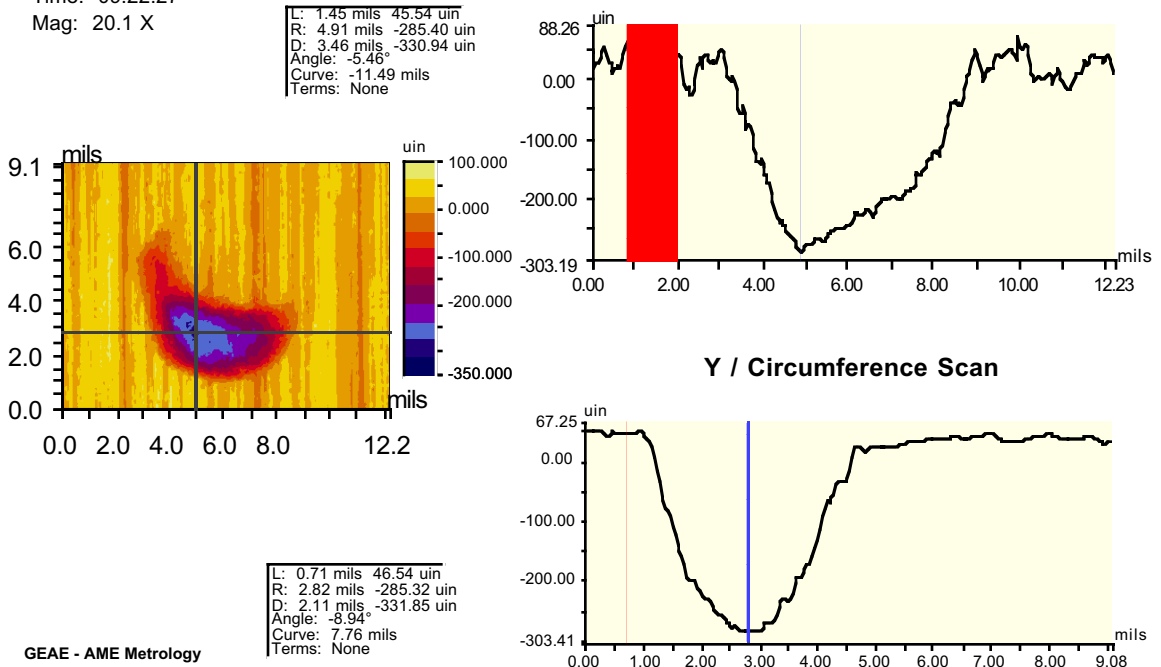 Mag: 20.1 X
L: 1.45 mils 45.54 uin
R: 4.91 mils -285.40 uin
D: 3.46 mils -330.94 uin
Angle: -5.46°
Curve: -11.49 mils
Terms: None
uin
88.26
0.00
-100.00
-200.00
-303.19
mils
0.00 2.00 4.00 6.00 8.00 10.00 12.23
mils
9.1
6.0
4.0
2.0
0.0
mils
0.0 2.0 4.0 6.0 8.0 12.2
uin
100.000
0.000
-100.000
-200.000
-350.000
Y / Circumference Scan
uin
67.25
0.00
-100.00
-200.00
-303.41
mils
0.00 1.00 2.00 3.00 4.00 5.00 6.00 7.00 8.00 9.08
L: 0.71 mils 46.54 uin
R: 2.82 mils -285.32 uin
D: 2.11 mils -331.85 uin
Angle: -8.94°
Curve: 7.76 mils
Terms: None
GEAE - AME Metrology